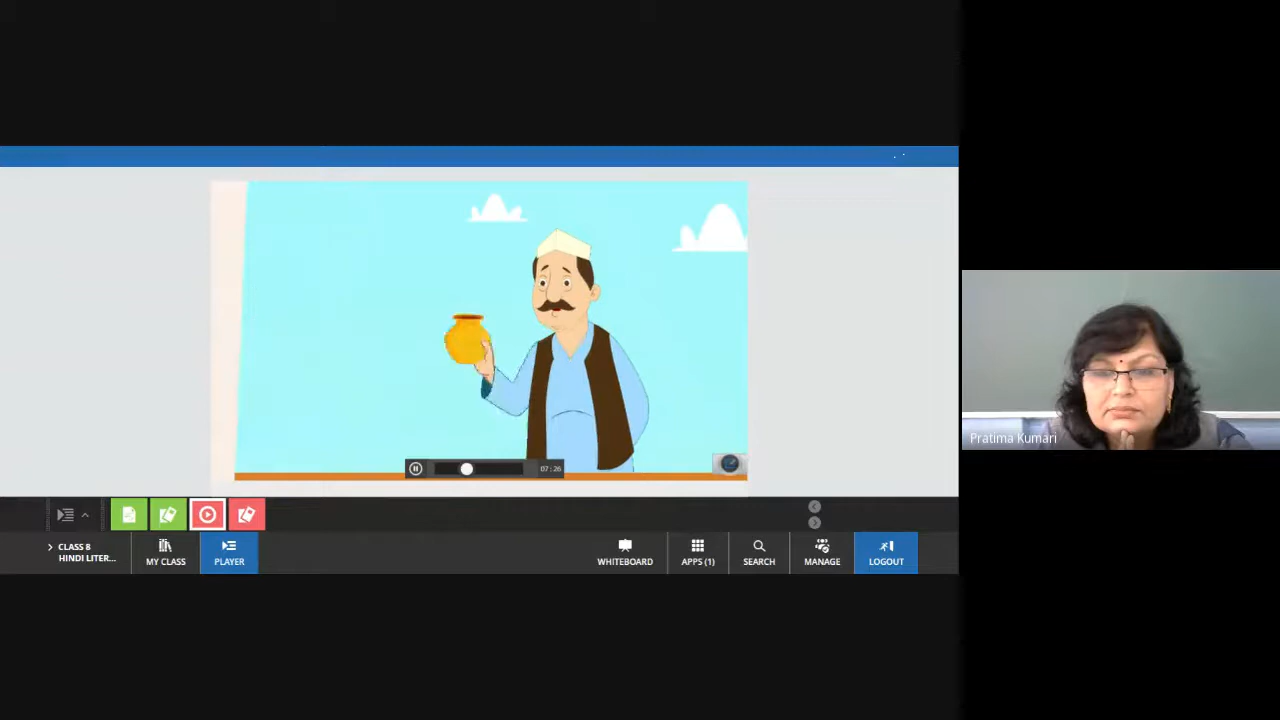 Pratima Kumari
07:26
CLASS 8
HINDI LITER...
MY CLASS
PLAYER
WHITEBOARD
APPS (1)
SEARCH
MANAGE
LOGOUT